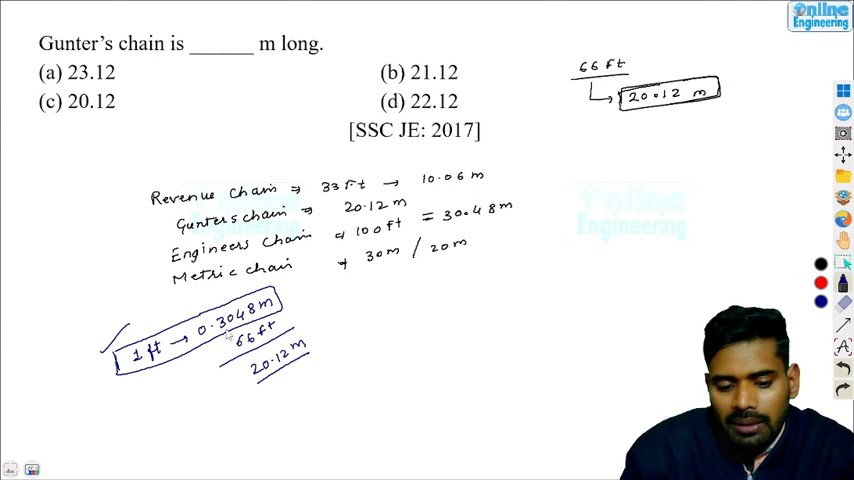 Online
Engineering
Gunter's chain is ______ m long.
(a) 23.12
(b) 21.12
(c) 20.12
(d) 22.12
[SSC JE: 2017]
66 ft
20.12 m
Revenue Chain → 33 ft → 10.06 m
Gunters chain → 20.12 m
Engineers Chain → 100 ft = 30.48 m
Metric chain → 30 m / 20 m
1 ft → 0.3048 m
66 ft
20.12 m